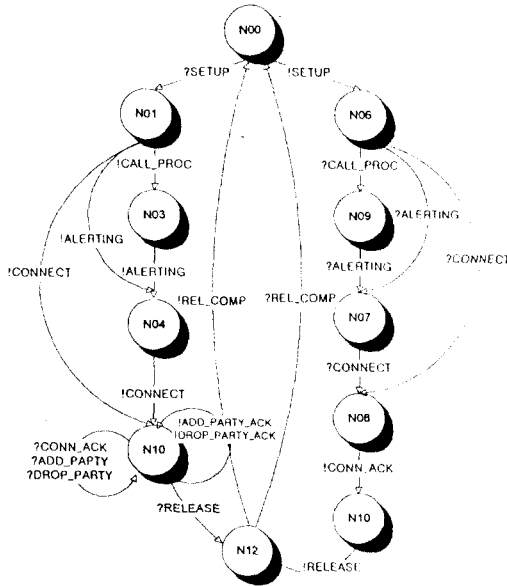 N00
?SETUP
!SETUP
N01
N06
!CALL_PROC
?CALL_PROC
N03
N09
?ALERTING
!ALERTING
!ALERTING
?ALERTING
?CONNECT
!CONNECT
!REL_COMP
?REL_COMP
N04
N07
!CONNECT
?CONNECT
N08
!ADD_PARTY_ACK
!DROP_PARTY_ACK
N10
?CONN_ACK
?ADD_PAPTY
?DROP_PARTY
!CONN_ACK
?RELEASE
N10
N12
!RELEASE